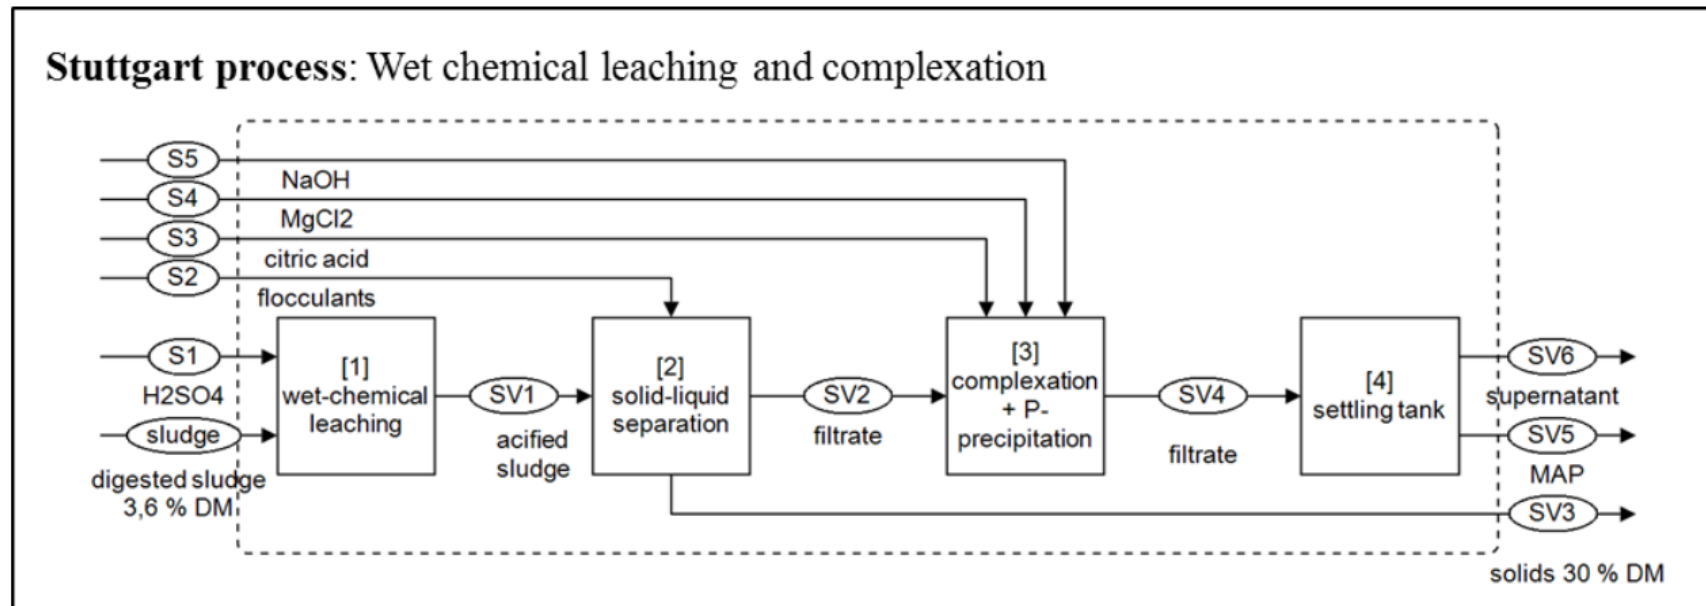 Stuttgart process: Wet chemical leaching and complexation
S5
NaOH
S4
MgCl2
S3
citric acid
S2
flocculants
S1
H2SO4
sludge
digested sludge
3,6 % DM
[1]
wet-chemical
leaching
SV1
acified
sludge
[2]
solid-liquid
separation
SV2
filtrate
[3]
complexation
+ P-
precipitation
SV4
filtrate
[4]
settling tank
SV6
supernatant
SV5
MAP
SV3
solids 30 % DM